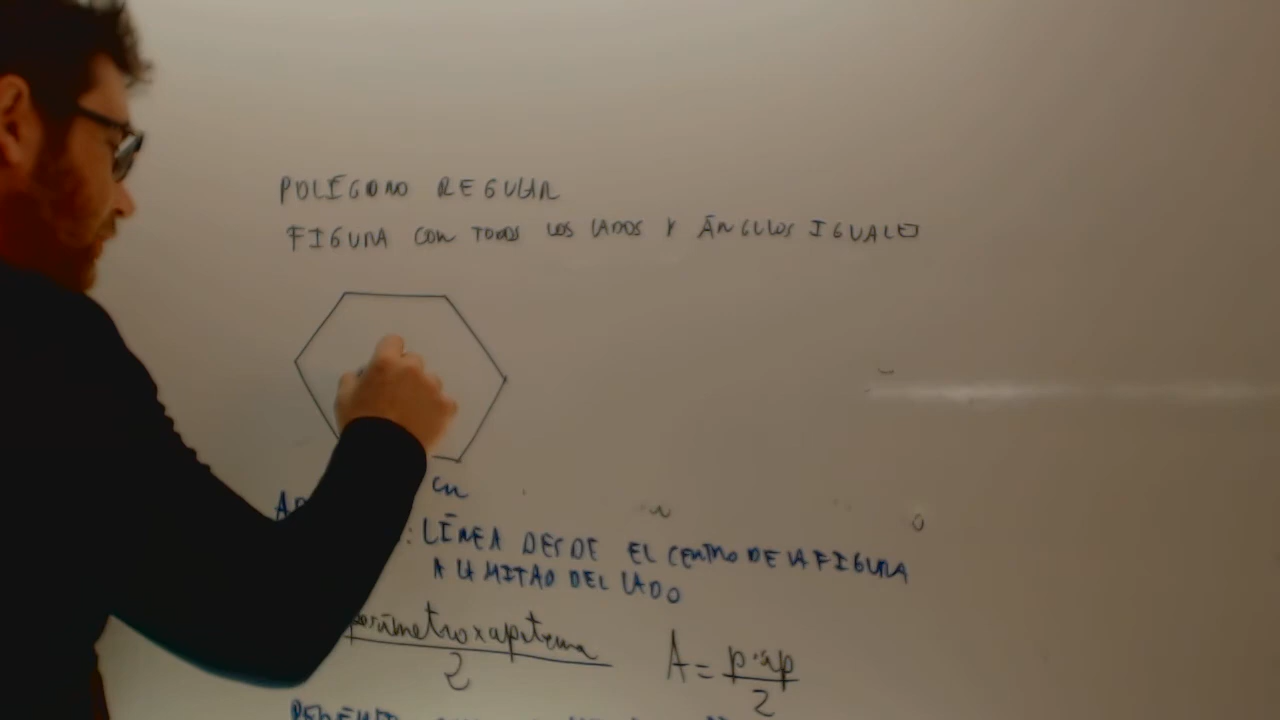 POLÍGONO REGULAR
FIGURA CON TODOS LOS LADOS Y ÁNGULOS IGUALES
cm
: LÍNEA DESDE EL CENTRO DE LA FIGURA
A LA MITAD DEL LADO
perímetro x apotema / 2
A = p·ap / 2